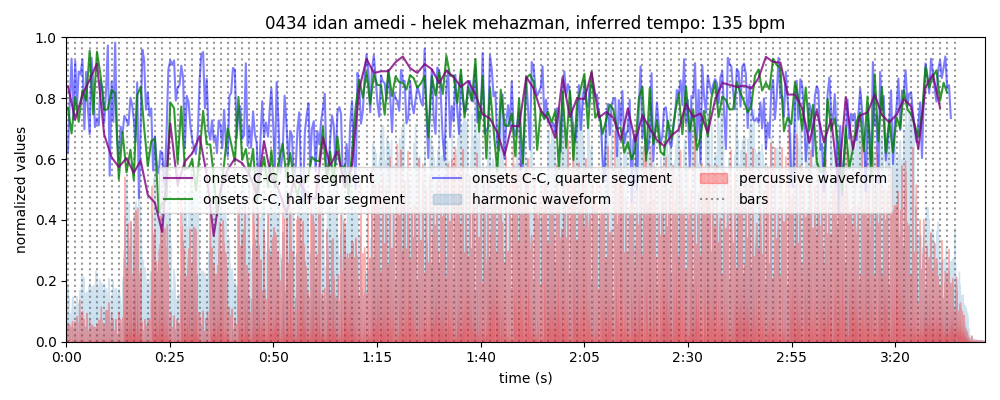 0434 idan amedi - helek mehazman, inferred tempo: 135 bpm
normalized values
1.0
0.8
0.6
0.4
0.2
0.0
onsets C-C, bar segment
onsets C-C, half bar segment
onsets C-C, quarter segment
harmonic waveform
percussive waveform
bars
0:00 0:25 0:50 1:15 1:40 2:05 2:30 2:55 3:20
time (s)